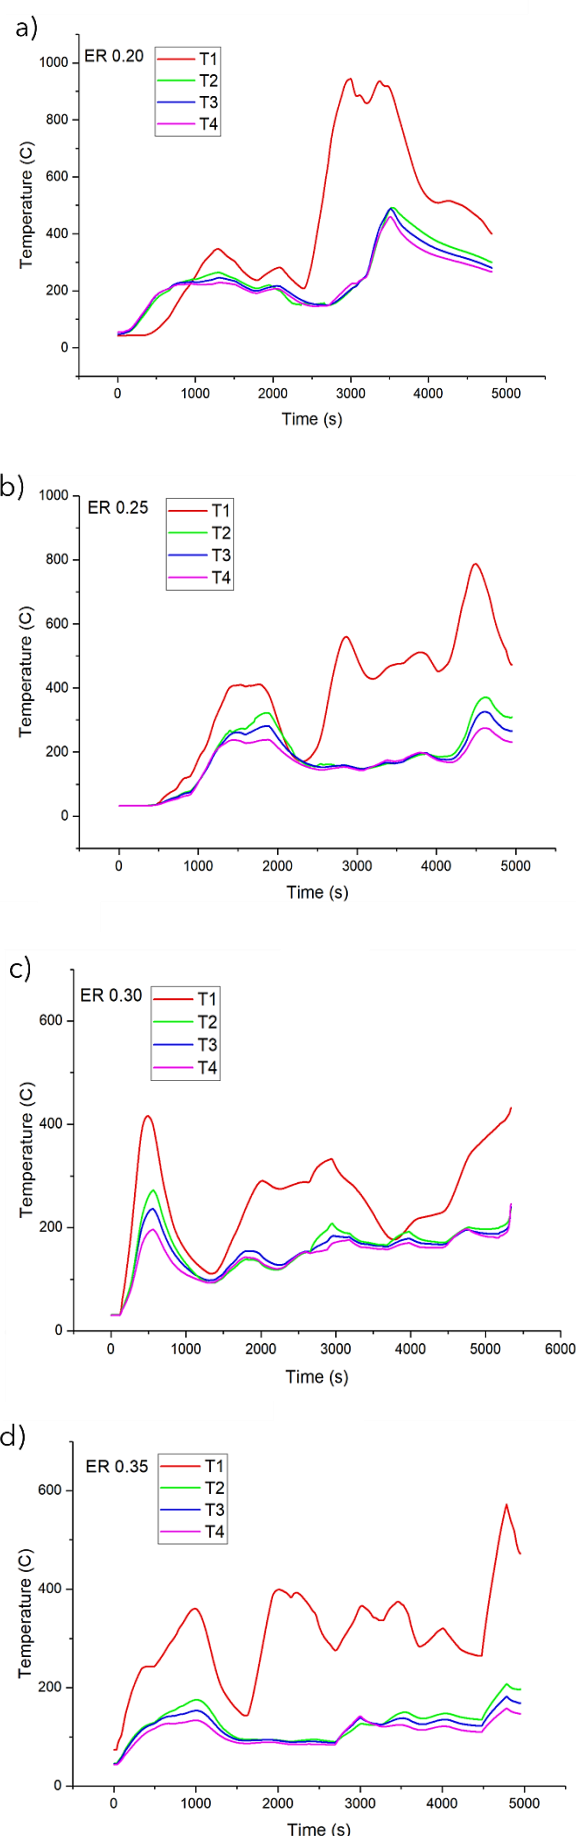 a)
ER 0.20
T1
T2
T3
T4
1000
800
600
400
200
0
Temperature (C)
0 1000 2000 3000 4000 5000
Time (s)
b)
ER 0.25
T1
T2
T3
T4
1000
800
600
400
200
0
Temperature (C)
0 1000 2000 3000 4000 5000
Time (s)
c)
ER 0.30
T1
T2
T3
T4
600
400
200
0
Temperature (C)
0 1000 2000 3000 4000 5000 6000
Time (s)
d)
ER 0.35
T1
T2
T3
T4
600
400
200
0
Temperature (C)
0 1000 2000 3000 4000 5000
Time (s)